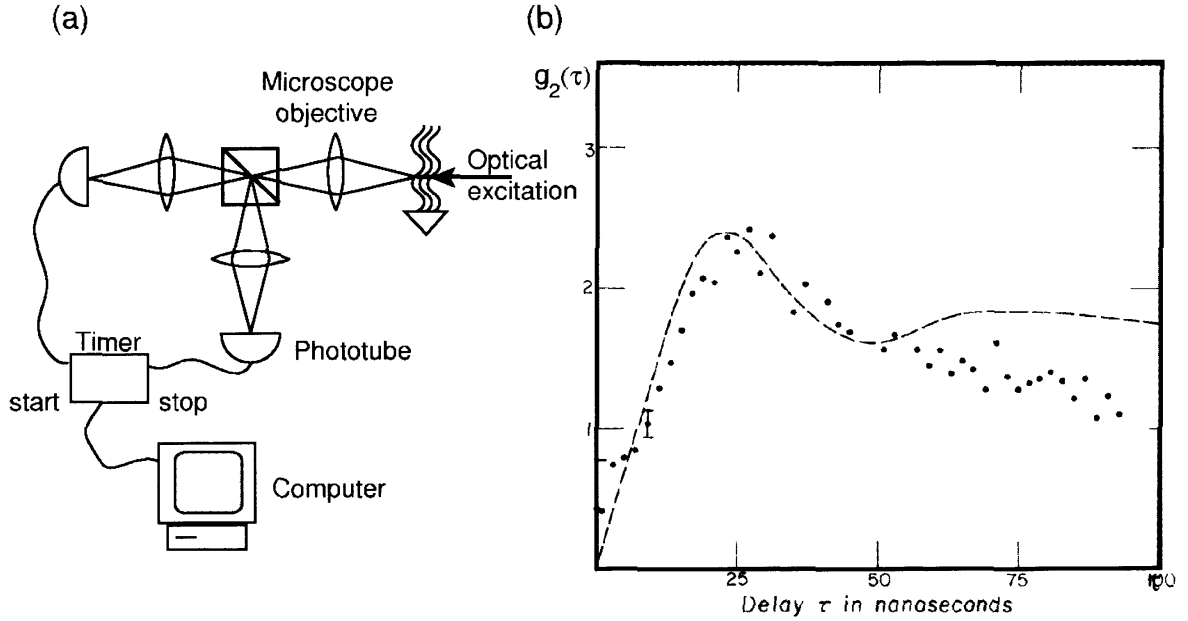 (a)
Microscope
objective
Optical
excitation
Phototube
Timer
start
stop
Computer
(b)
g₂(τ)
3
2
1
25
50
75
Delay τ in nanoseconds